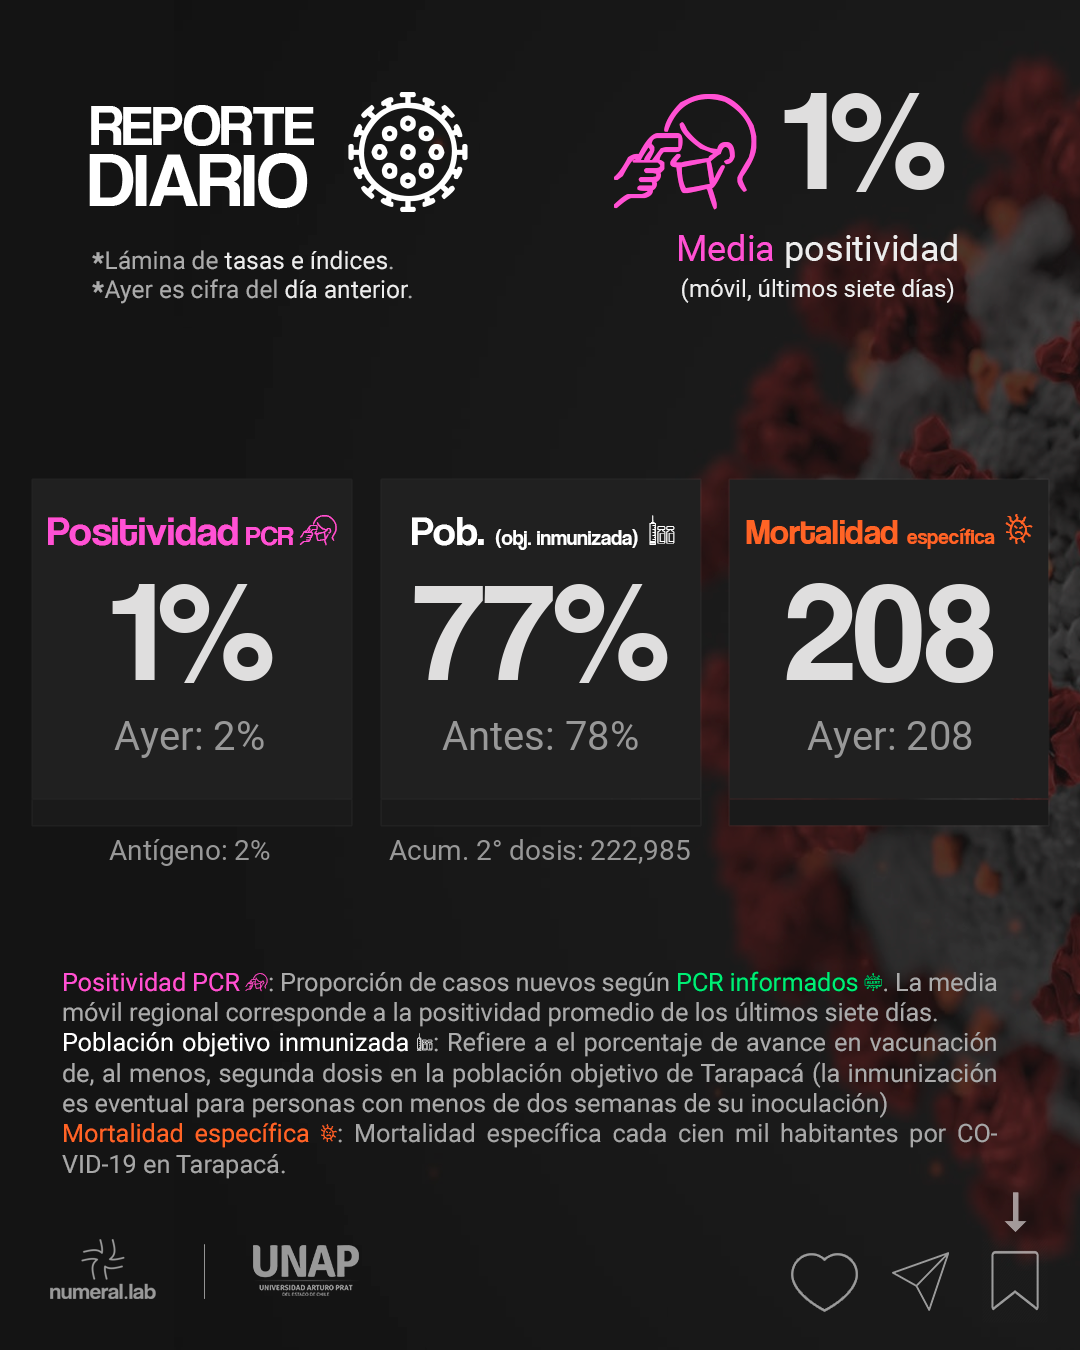 REPORTE
DIARIO
*Lámina de tasas e índices.
*Ayer es cifra del día anterior.
1%
Media positividad
(móvil, últimos siete días)
Positividad PCR
1%
Ayer: 2%
Antígeno: 2%
Pob. (obj. inmunizada)
77%
Antes: 78%
Acum. 2° dosis: 222,985
Mortalidad específica
208
Ayer: 208
Positividad PCR : Proporción de casos nuevos según PCR informados . La media
móvil regional corresponde a la positividad promedio de los últimos siete días.
Población objetivo inmunizada : Refiere a el porcentaje de avance en vacunación
de, al menos, segunda dosis en la población objetivo de Tarapacá (la inmunización
es eventual para personas con menos de dos semanas de su inoculación)
Mortalidad específica : Mortalidad específica cada cien mil habitantes por CO-
VID-19 en Tarapacá.
numeral.lab
UNAP
UNIVERSIDAD ARTURO PRAT
DEL ESTADO DE CHILE